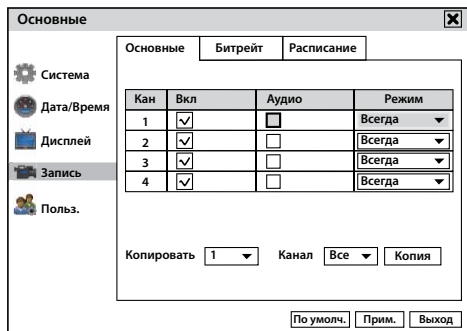 Основные
Основные Битрейт Расписание
Система
Дата/Время
Дисплей
Запись
Польз.
Кан Вкл Аудио Режим
1 Всегда
2 Всегда
3 Всегда
4 Всегда
Копировать 1 Канал Все Копия
По умолч. Прим. Выход